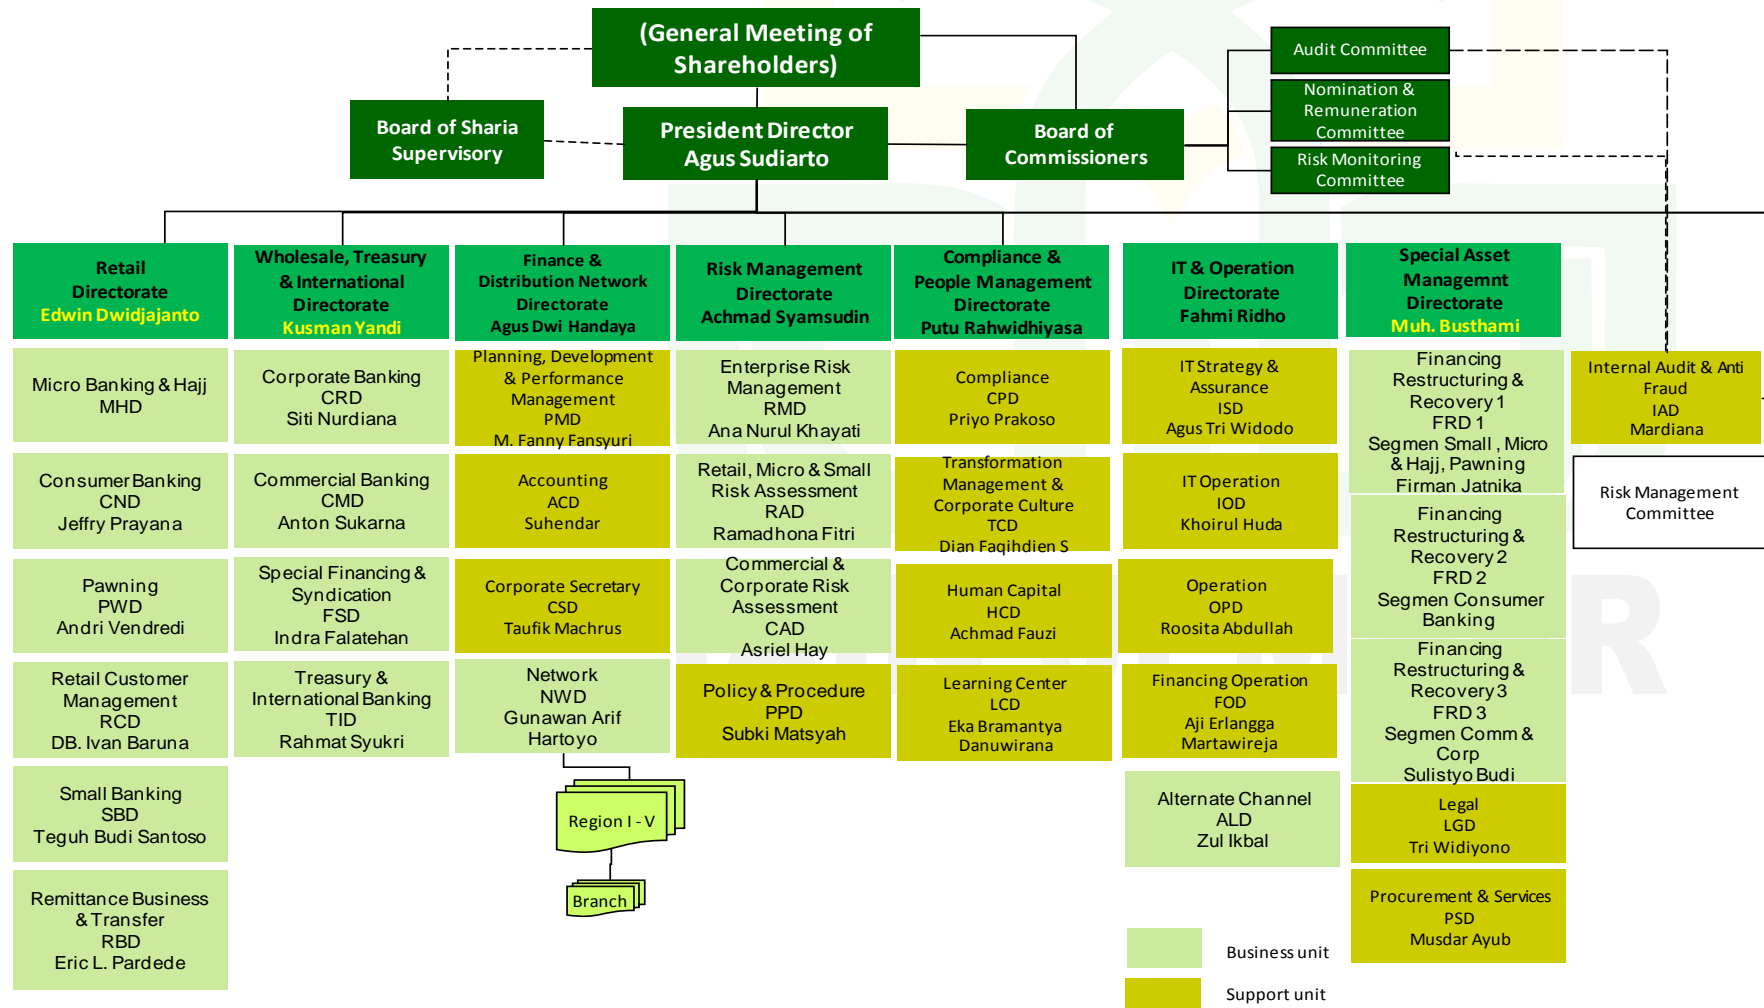 (General Meeting of
Shareholders)
Audit Committee
Nomination &
Remuneration
Committee
Risk Monitoring
Committee
Board of Sharia
Supervisory
President Director
Agus Sudiarto
Board of
Commissioners
Retail
Directorate
Edwin Dwidjajanto
Micro Banking & Hajj
MHD
Consumer Banking
CND
Jeffry Prayana
Pawning
PWD
Andri Vendredi
Retail Customer
Management
RCD
DB. Ivan Baruna
Small Banking
SBD
Teguh Budi Santoso
Remittance Business
& Transfer
RBD
Eric L. Pardede
Wholesale, Treasury
& International
Directorate
Kusman Yandi
Corporate Banking
CRD
Siti Nurdiana
Commercial Banking
CMD
Anton Sukarna
Special Financing &
Syndication
FSD
Indra Falatehan
Treasury &
International Banking
TID
Rahmat Syukri
Finance &
Distribution Network
Directorate
Agus Dwi Handaya
Planning, Development
& Performance
Management
PMD
M. Fanny Fansyuri
Accounting
ACD
Suhendar
Corporate Secretary
CSD
Taufik Machrus
Network
NWD
Gunawan Arif
Hartoyo
Region I - V
Branch
Risk Management
Directorate
Achmad Syamsudin
Enterprise Risk
Management
RMD
Ana Nurul Khayati
Retail, Micro & Small
Risk Assessment
RAD
Ramadhona Fitri
Commercial &
Corporate Risk
Assessment
CAD
Asriel Hay
Policy & Procedure
PPD
Subki Matsyah
Compliance &
People Management
Directorate
Putu Rahwidhiyasa
Compliance
CPD
Priyo Prakoso
Transformation
Management &
Corporate Culture
TCD
Dian Faqihdien S
Human Capital
HCD
Achmad Fauzi
Learning Center
LCD
Eka Bramantya
Danuwirana
IT & Operation
Directorate
Fahmi Ridho
IT Strategy &
Assurance
ISD
Agus Tri Widodo
IT Operation
IOD
Khoirul Huda
Operation
OPD
Roosita Abdullah
Financing Operation
FOD
Aji Erlangga
Martawireja
Alternate Channel
ALD
Zul Ikbal
Special Asset
Managemnt
Directorate
Muh. Busthami
Financing
Restructuring &
Recovery 1
FRD 1
Segmen Small , Micro
& Hajj, Pawning
Firman Jatnika
Financing
Restructuring &
Recovery 2
FRD 2
Segmen Consumer
Banking
Financing
Restructuring &
Recovery 3
FRD 3
Segmen Comm &
Corp
Sulistyo Budi
Legal
LGD
Tri Widiyono
Procurement & Services
PSD
Musdar Ayub
Internal Audit & Anti
Fraud
IAD
Mardiana
Risk Management
Committee
Business unit
Support unit